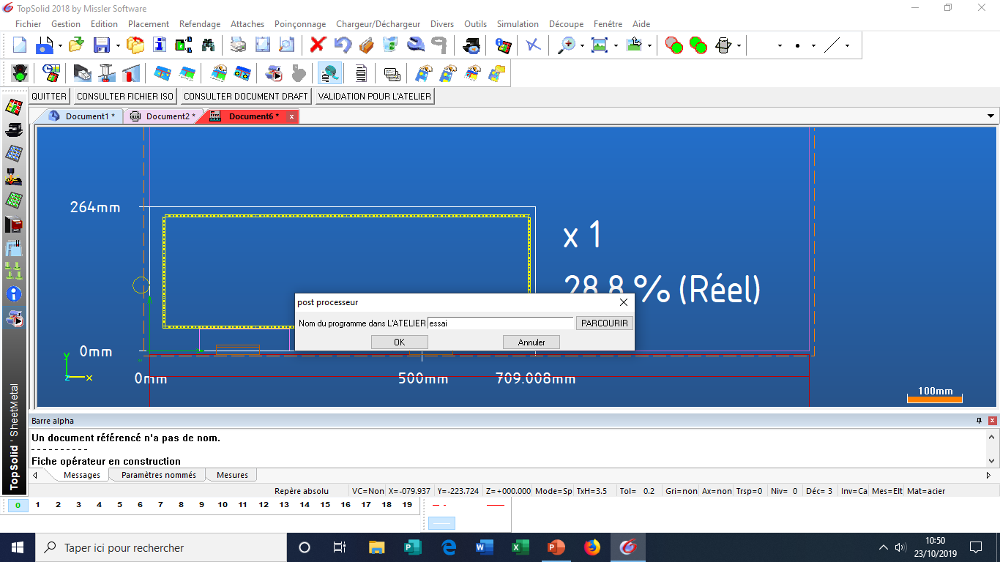 TopSolid 2018 by Missler Software
Fichier Gestion Edition Placement Refendage Attaches Poinçonnage Chargeur/Déchargeur Divers Outils Simulation Découpe Fenêtre Aide
QUITTER CONSULTER FICHIER ISO CONSULTER DOCUMENT DRAFT VALIDATION POUR L'ATELIER
Document1 * Document2 * Document6 * x
264mm
x 1
28.8 % (Réel)
post processeur
Nom du programme dans L'ATELIER essai PARCOURIR
OK Annuler
0mm
Y
Z X
0mm 500mm 709.008mm
100mm
TopSolid ' SheetMetal
Barre alpha
Un document référencé n'a pas de nom.
----------
Fiche opérateur en construction
Messages Paramètres nommés Mesures
Repère absolu VC=Non X=-079.937 Y=-223.724 Z=+000.000 Mode=Sp TxH=3.5 Tol= 0.2 Gri=non Ax=non Trsp=0 Niv= 0 Déc= 3 Inv=Ca Mes=Elt Mat=acier
0 1 2 3 4 5 6 7 8 9 10 11 12 13 14 15 16 17 18 19
Taper ici pour rechercher
10:50
23/10/2019